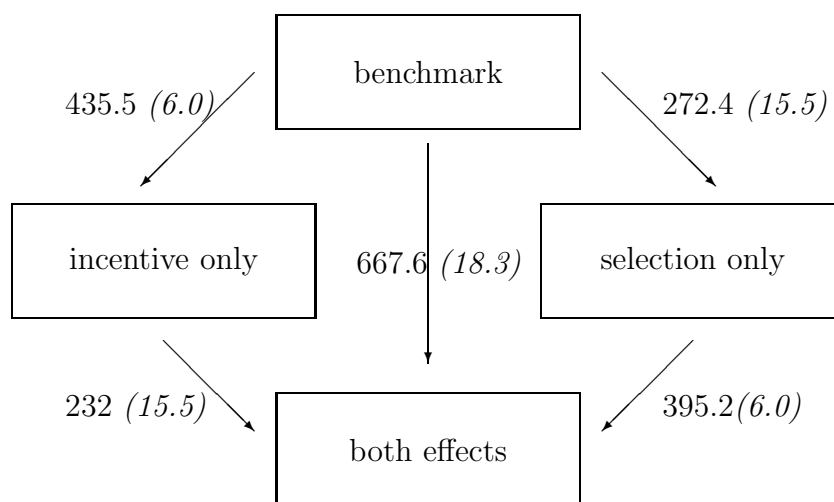 benchmark
435.5 (6.0)
272.4 (15.5)
incentive only
667.6 (18.3)
selection only
232 (15.5)
395.2(6.0)
both effects